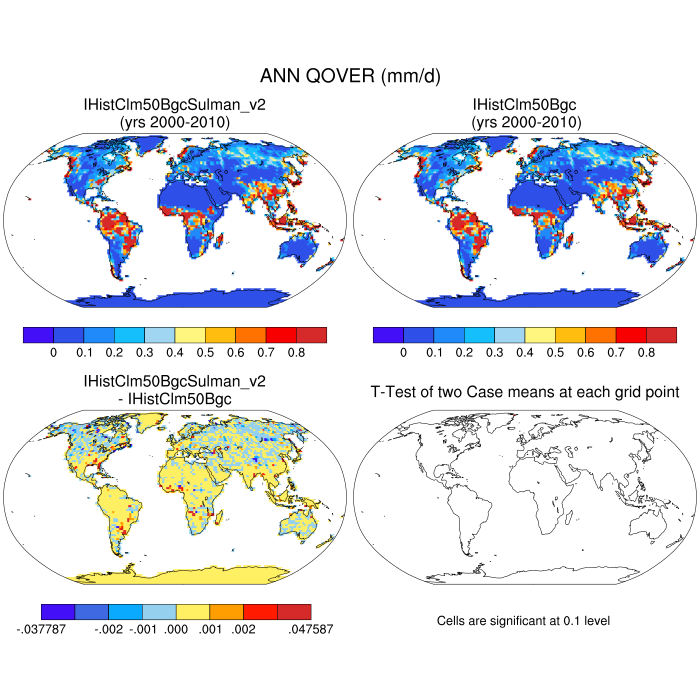 ANN QOVER (mm/d)
IHistClm50BgcSulman_v2
(yrs 2000-2010)
IHistClm50Bgc
(yrs 2000-2010)
0 0.1 0.2 0.3 0.4 0.5 0.6 0.7 0.8
0 0.1 0.2 0.3 0.4 0.5 0.6 0.7 0.8
IHistClm50BgcSulman_v2
- IHistClm50Bgc
T-Test of two Case means at each grid point
-.037787 -.002 -.001 .000 .001 .002 .047587
Cells are significant at 0.1 level